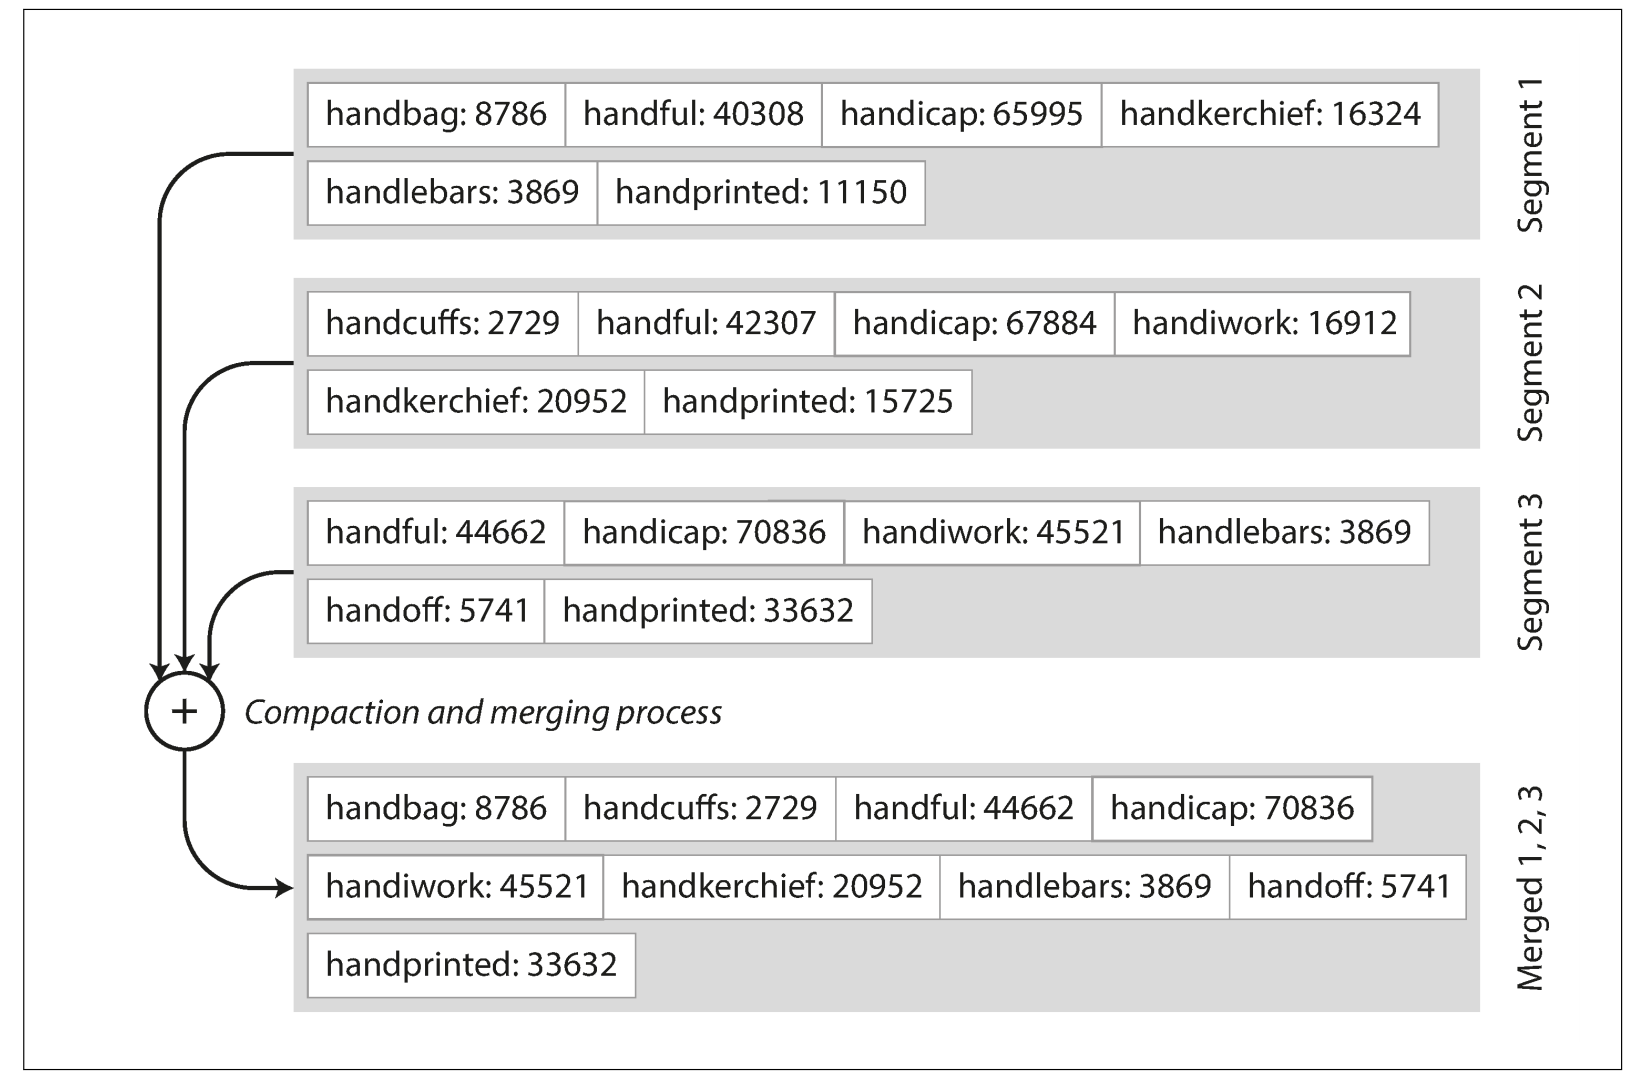 handbag: 8786 handful: 40308 handicap: 65995 handkerchief: 16324
handlebars: 3869 handprinted: 11150
Segment 1
handcuffs: 2729 handful: 42307 handicap: 67884 handiwork: 16912
handkerchief: 20952 handprinted: 15725
Segment 2
handful: 44662 handicap: 70836 handiwork: 45521 handlebars: 3869
handoff: 5741 handprinted: 33632
Segment 3
+ Compaction and merging process
handbag: 8786 handcuffs: 2729 handful: 44662 handicap: 70836
handiwork: 45521 handkerchief: 20952 handlebars: 3869 handoff: 5741
handprinted: 33632
Merged 1, 2, 3